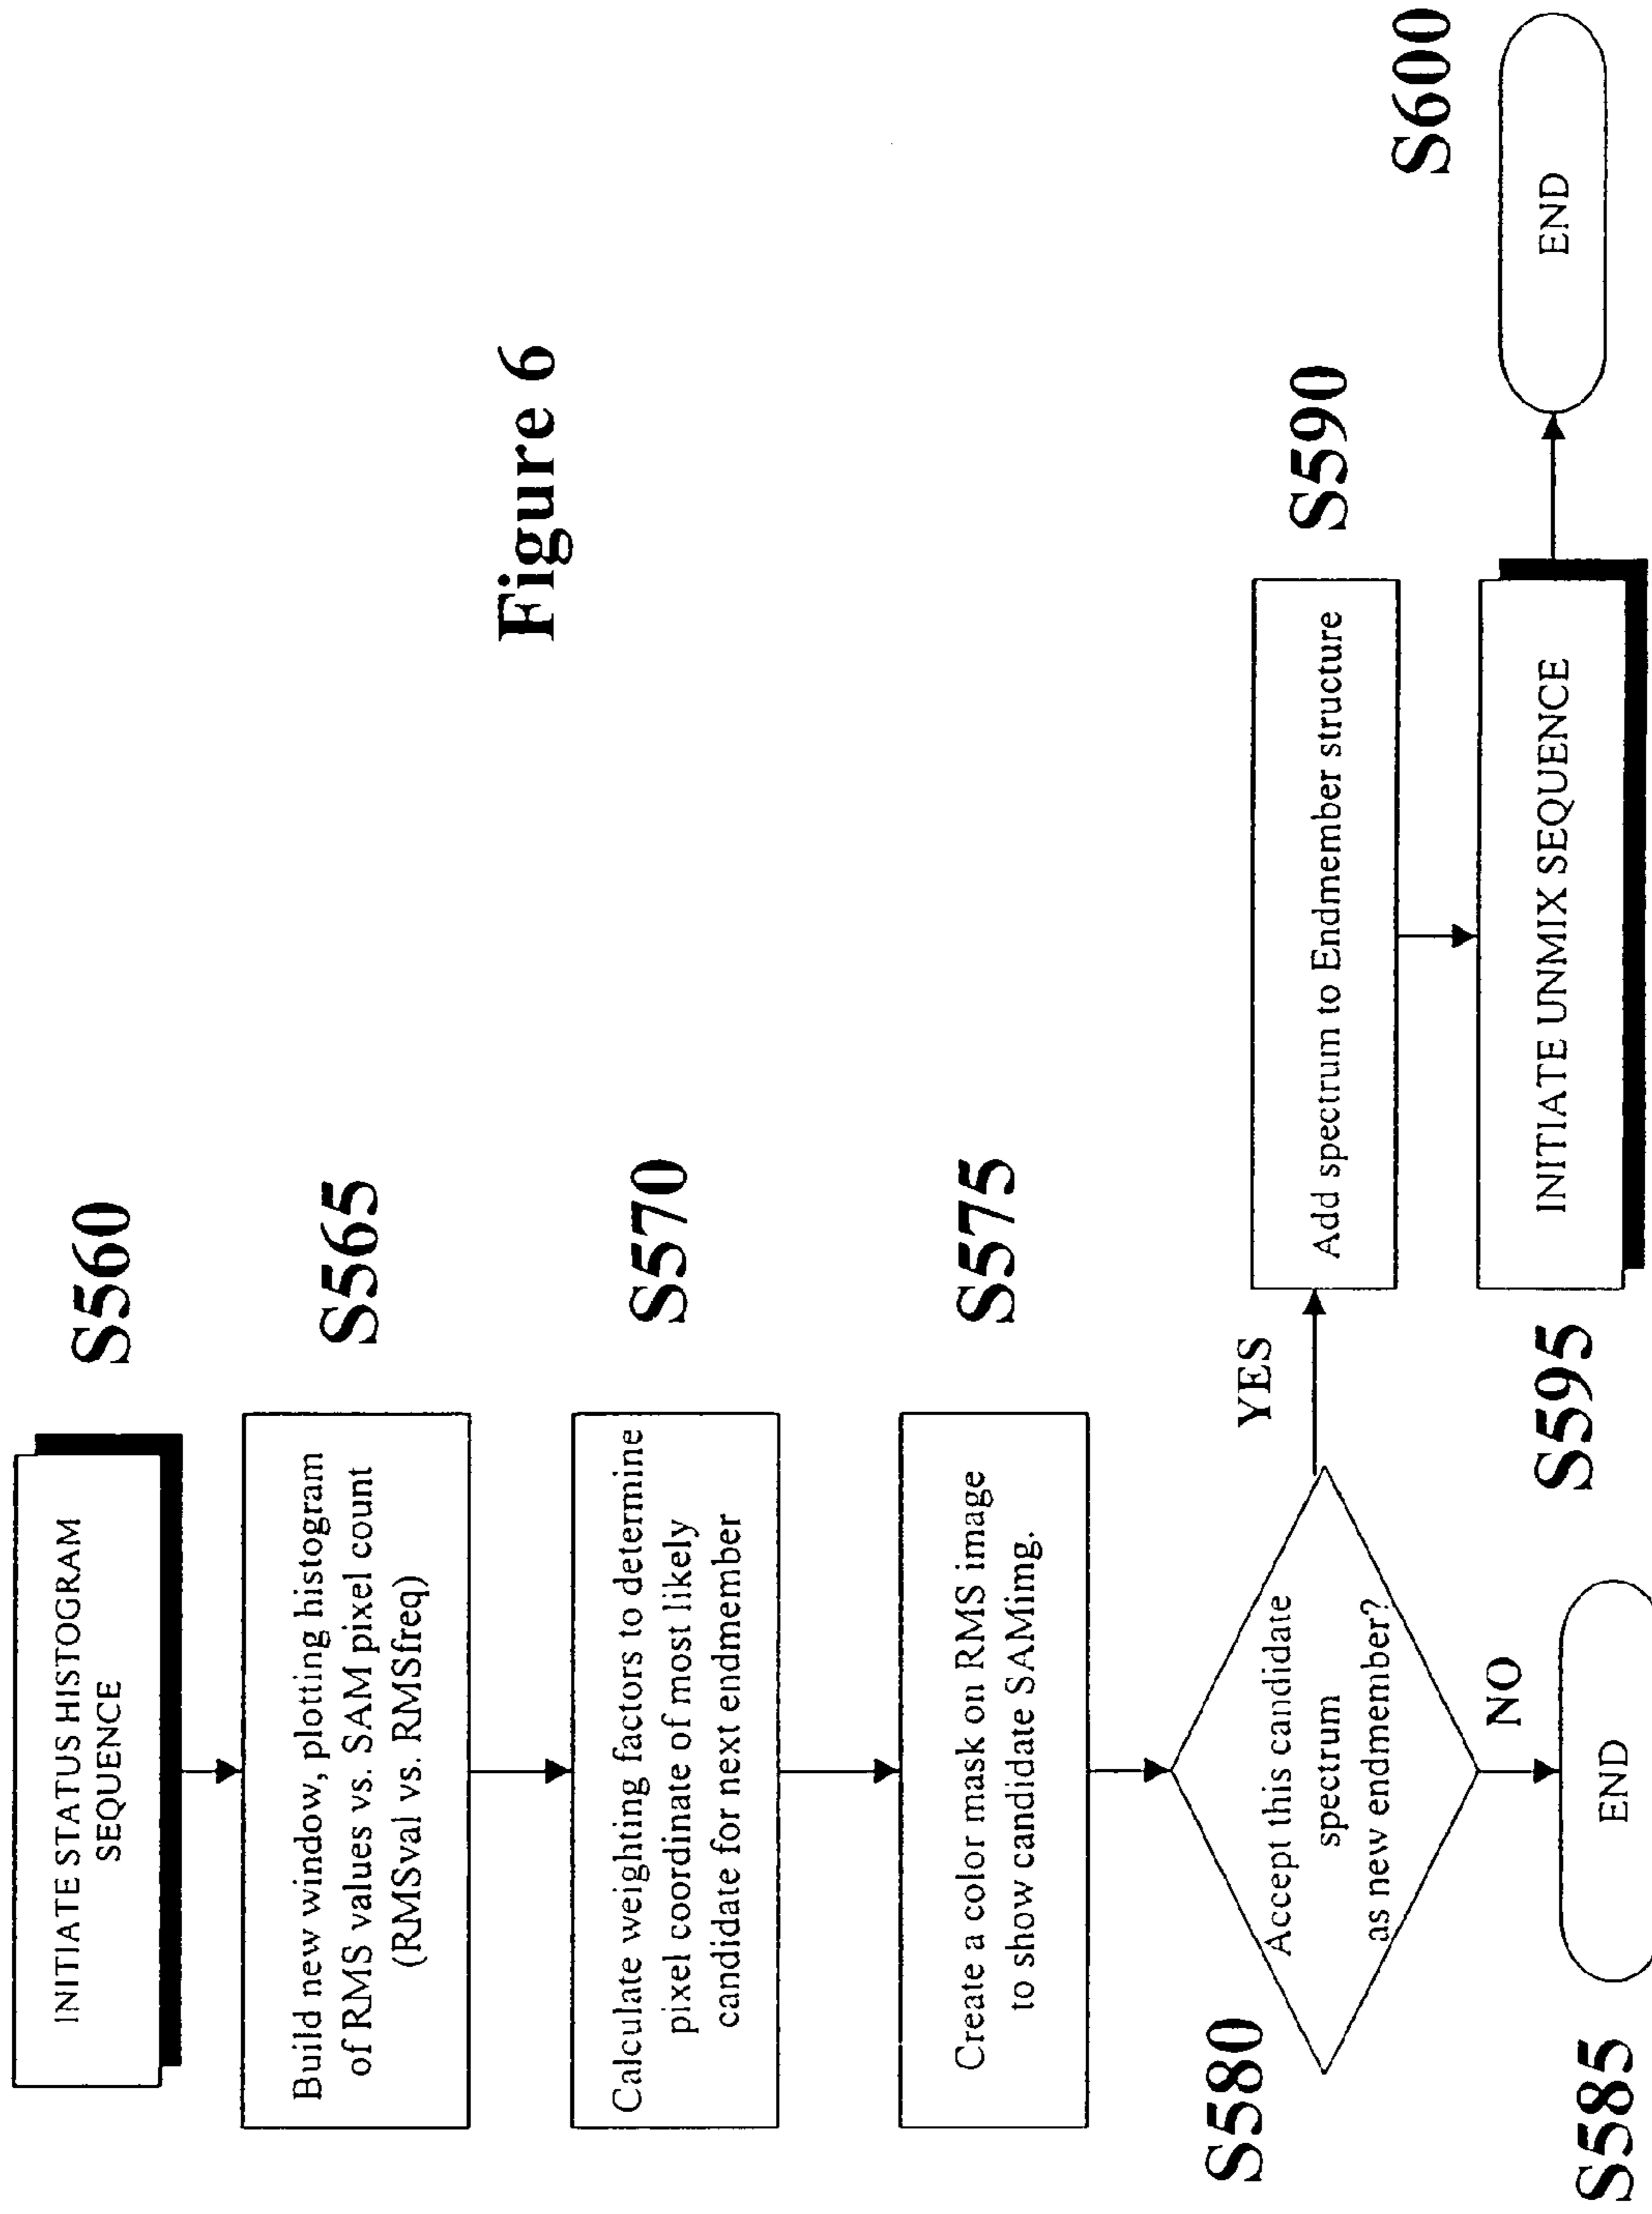 Figure 6
S560
INITIATE STATUS HISTOGRAM
SEQUENCE
S565
Build new window, plotting histogram
of RMS values vs. SAM pixel count
(RMSval vs. RMSfreq)
S570
Calculate weighting factors to determine
pixel coordinate of most likely
candidate for next endmember
S575
Create a color mask on RMS image
to show candidate SAMimg.
S580
Accept this candidate
spectrum
as new endmember?
YES
NO
S585
END
S590
Add spectrum to Endmember structure
S595
INITIATE UNMIX SEQUENCE
S600
END